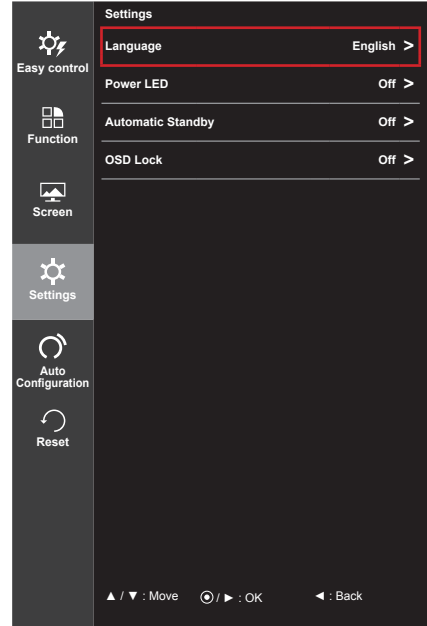 Easy control
Function
Screen
Settings
Auto
Configuration
Reset
Settings
Language English >
Power LED Off >
Automatic Standby Off >
OSD Lock Off >
▲ / ▼ : Move ⦿ / ► : OK ◄ : Back